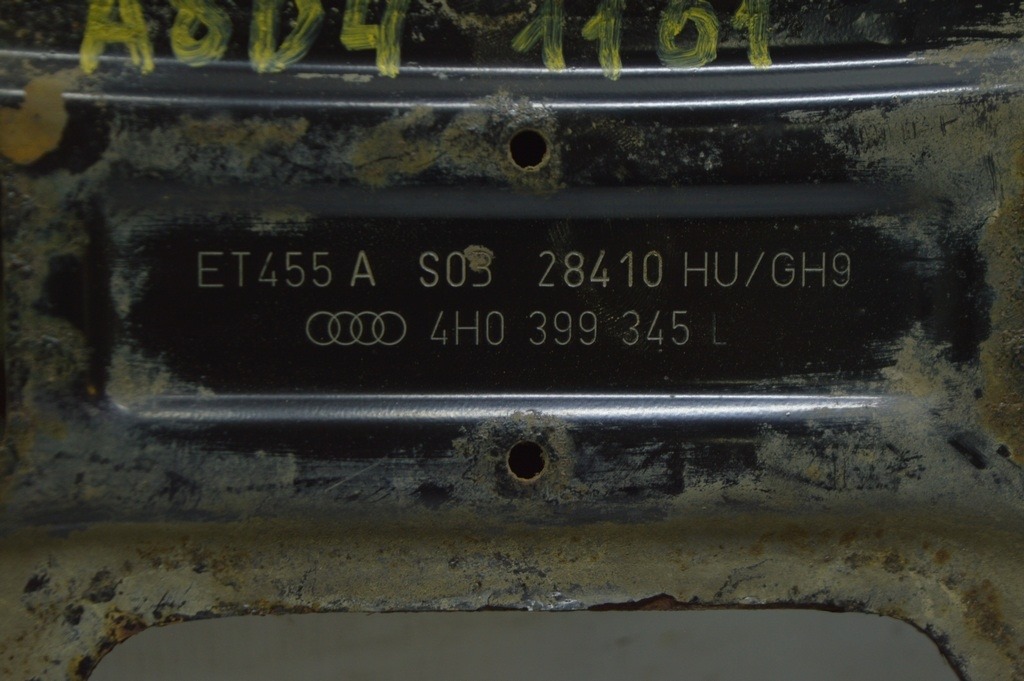 A8D4 1161
ET455 A S03 28410 HU/GH9
4H0 399 345 L